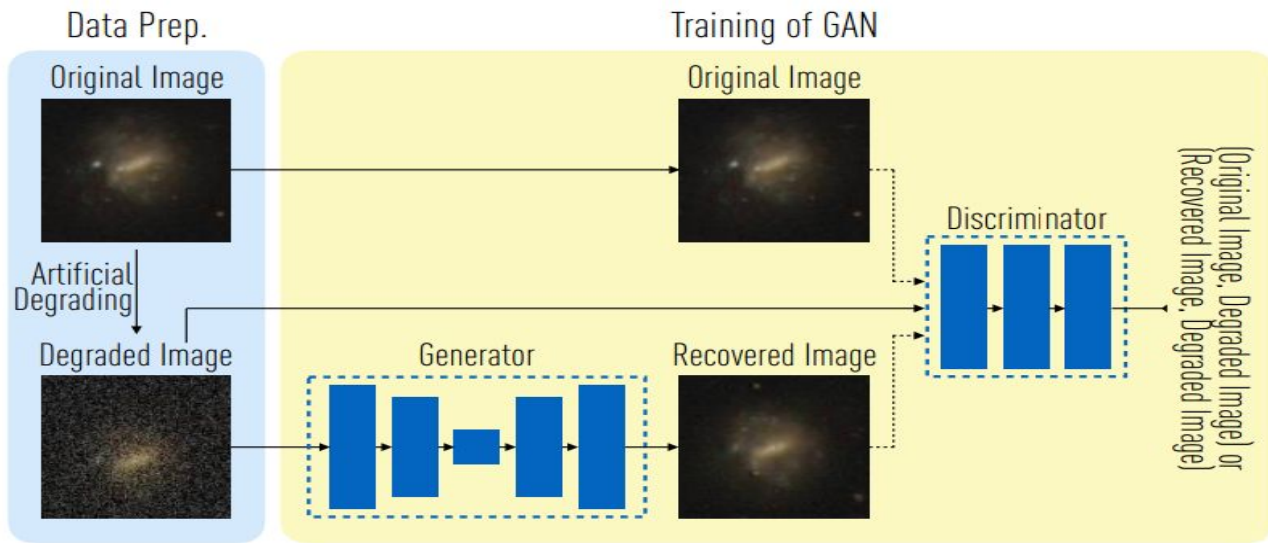 Data Prep.
Training of GAN
Original Image
Original Image
Artificial
Degrading
Degraded Image
Generator
Recovered Image
Discriminator
(Original Image, Degraded Image) or
(Recovered Image, Degraded Image)